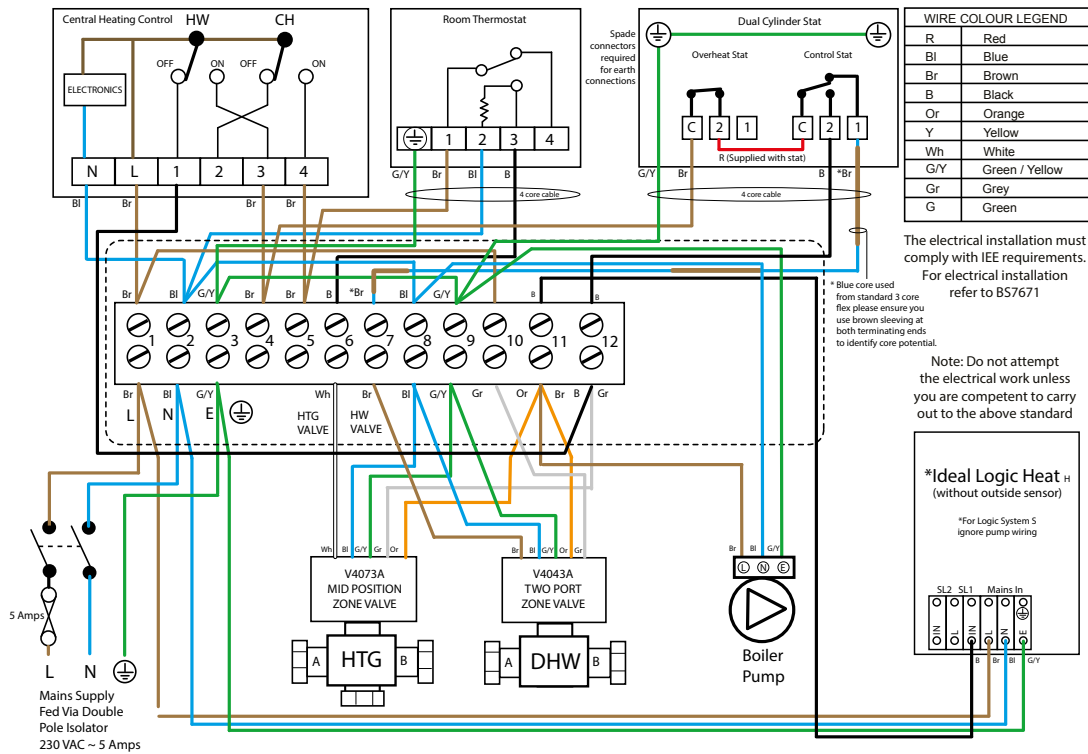 Central Heating Control
HW
CH
OFF
ON
OFF
ON
ELECTRONICS
N
L
1
2
3
4
Bl
Br
B
Br
Br
Room Thermostat
1
2
3
4
G/Y
Br
Bl
B
4 core cable
Spade
connectors
required
for earth
connections
Dual Cylinder Stat
Overheat Stat
Control Stat
C
2
1
C
2
1
R (Supplied with stat)
G/Y
Br
B
*Br
4 core cable
WIRE COLOUR LEGEND
R Red
Bl Blue
Br Brown
B Black
Or Orange
Y Yellow
Wh White
G/Y Green / Yellow
Gr Grey
G Green
The electrical installation must
comply with IEE requirements.
For electrical installation
refer to BS7671
* Blue core used
from standard 3 core
flex please ensure you
use brown sleeving at
both terminating ends
to identify core potential.
Note: Do not attempt
the electrical work unless
you are competent to carry
out to the above standard
Br
Bl
G/Y
Br
Br
B
*Br
Bl
G/Y
Br
B
B
1
2
3
4
5
6
7
8
9
10
11
12
Br
Bl
G/Y
Wh
Br
Bl
G/Y
Gr
Or
Br
B
Gr
L
N
E
HTG
VALVE
HW
VALVE
*Ideal Logic Heat H
(without outside sensor)
*For Logic System S
ignore pump wiring
SL2
SL1
Mains In
IN
L
IN
L
N
E
B
Br
Bl
G/Y
Wh
Bl
G/Y
Gr
Or
V4073A
MID POSITION
ZONE VALVE
A
HTG
B
Br
Bl
G/Y
Or
Gr
V4043A
TWO PORT
ZONE VALVE
A
DHW
B
Br
Bl
G/Y
L
N
E
Boiler
Pump
5 Amps
L
N
Mains Supply
Fed Via Double
Pole Isolator
230 VAC ~ 5 Amps